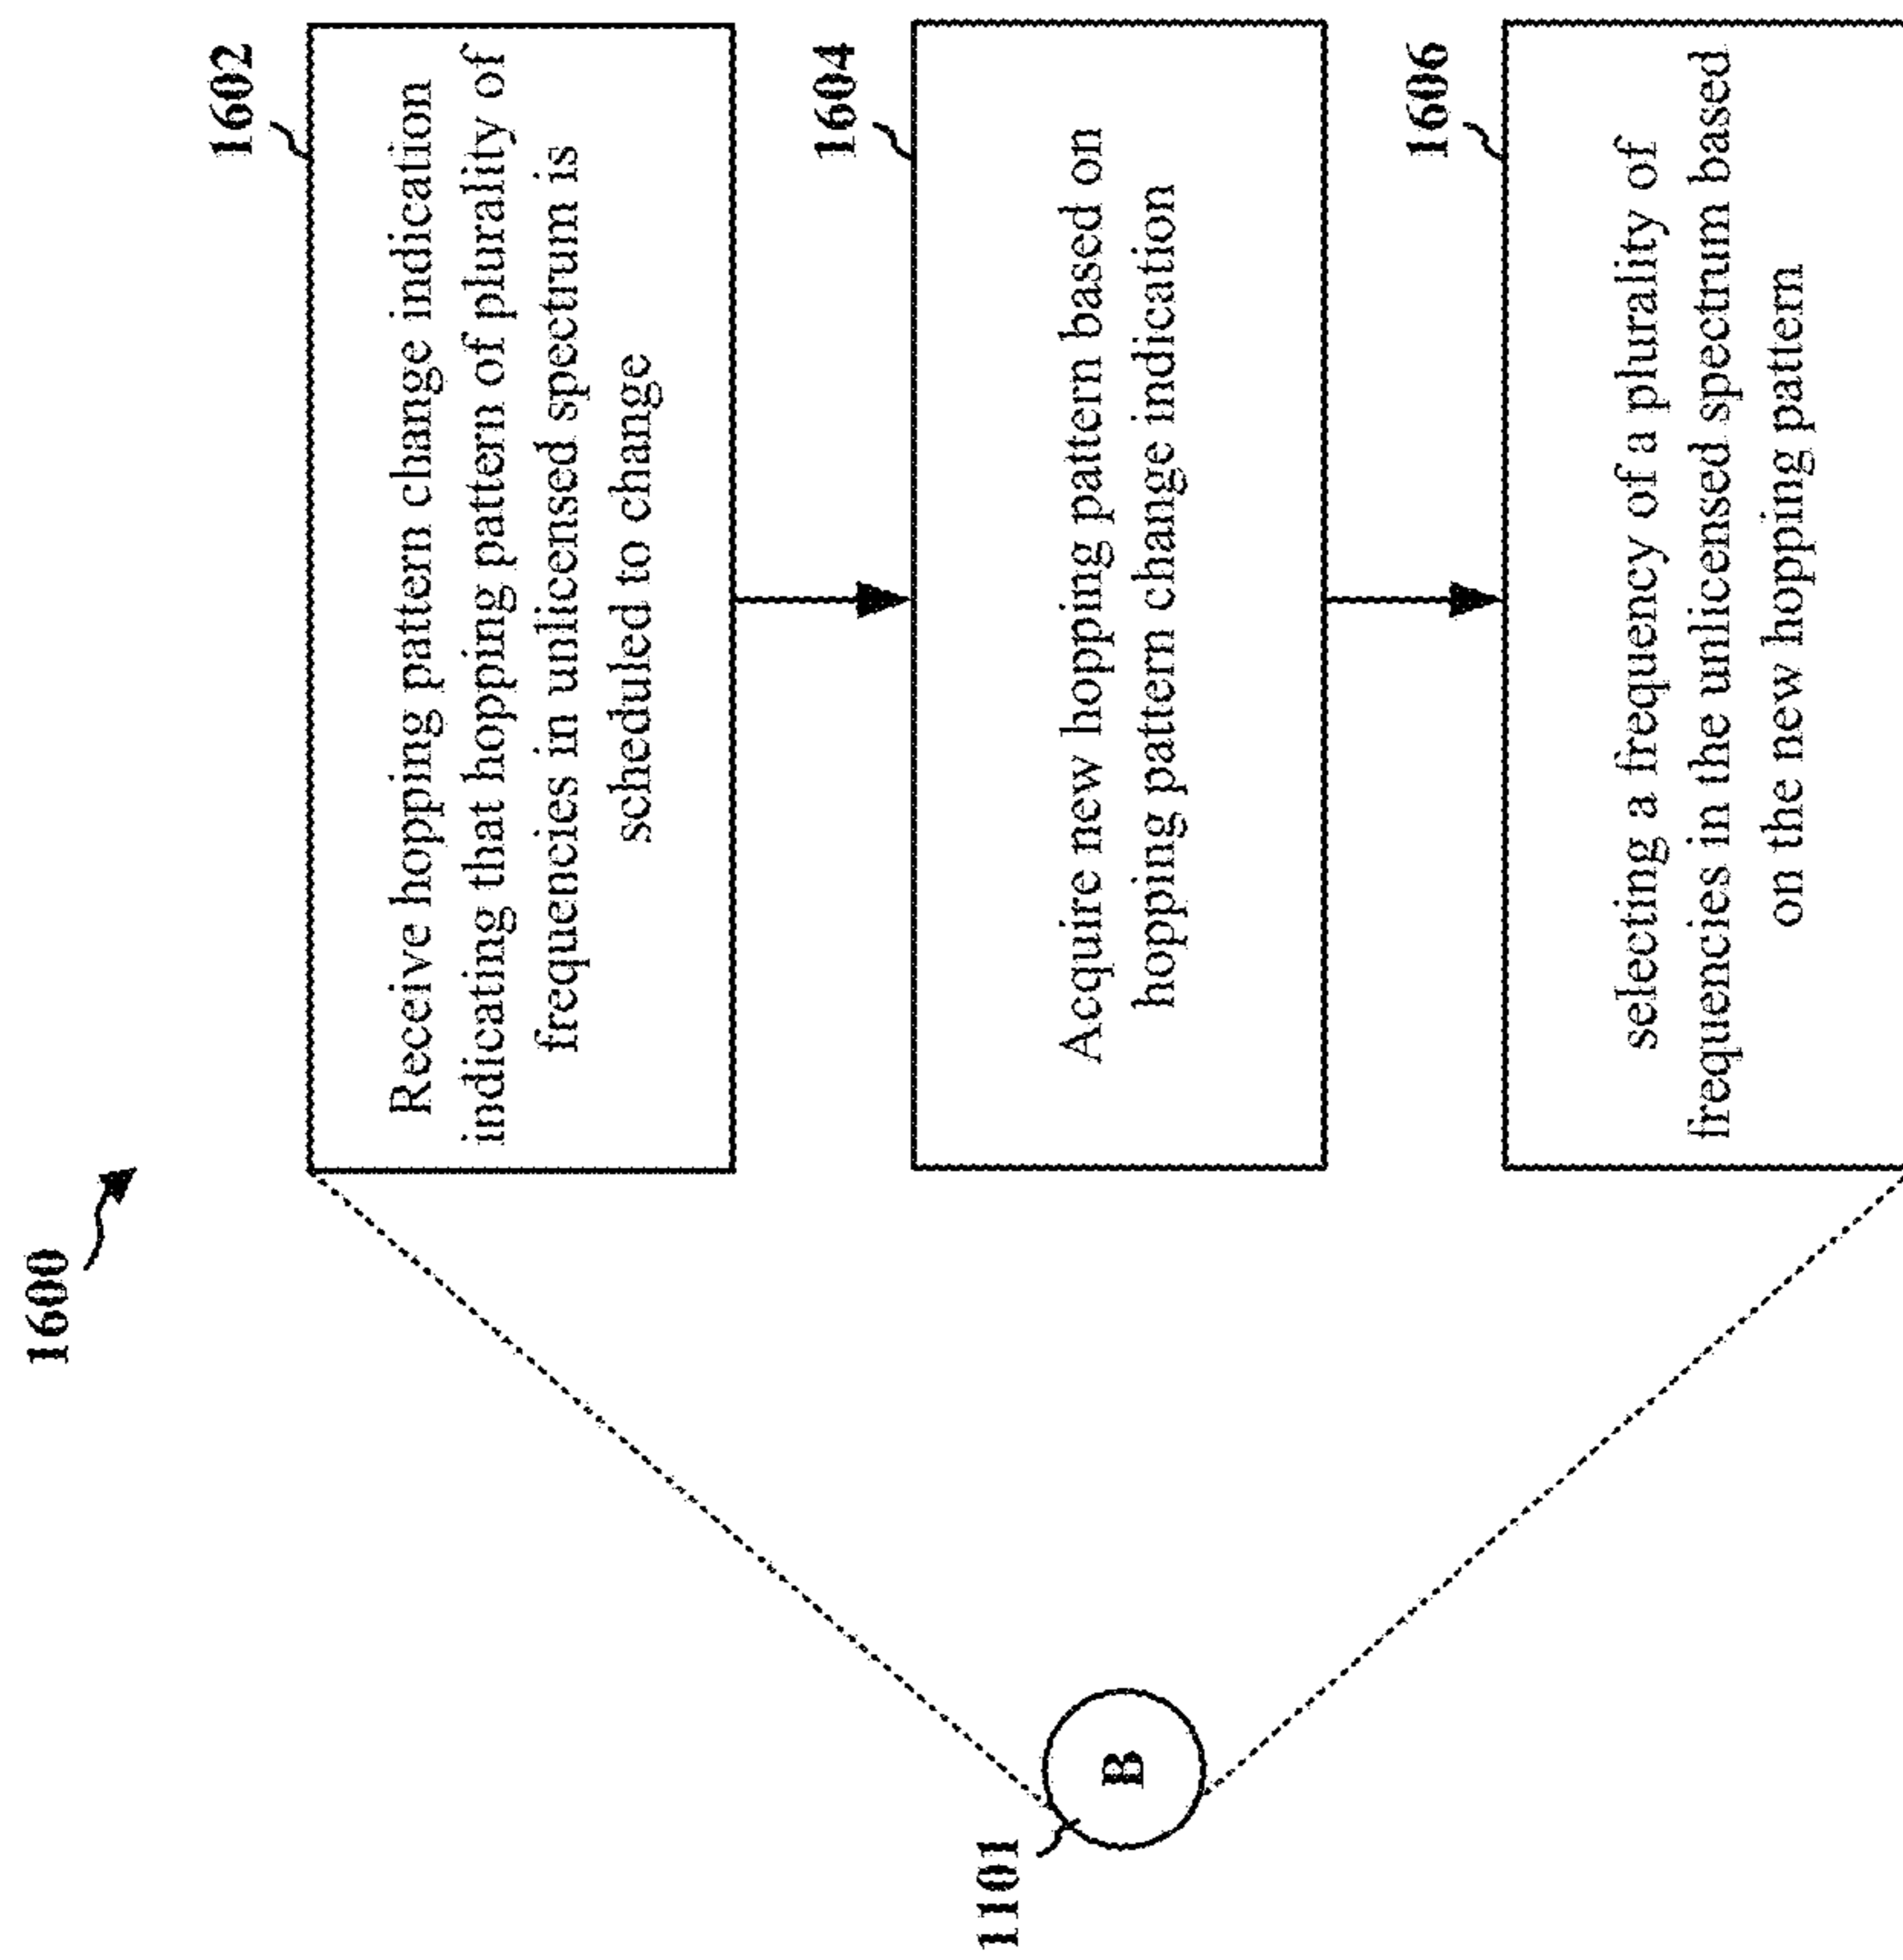 1600
1602
Receive hopping pattern change indication
indicating that hopping pattern of plurality of
frequencies in unlicensed spectrum is
scheduled to change
1604
Acquire new hopping pattern based on
hopping pattern change indication
1101
B
1606
selecting a frequency of a plurality of
frequencies in the unlicensed spectrum based
on the new hopping pattern